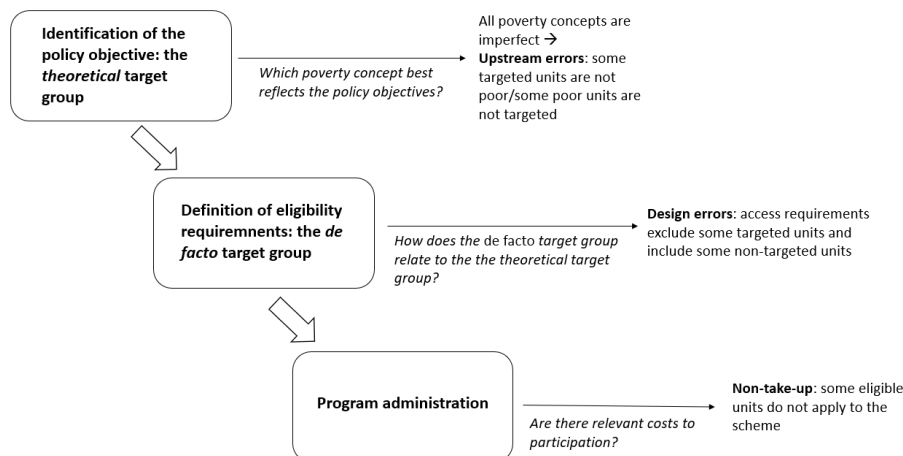 Identification of the
policy objective: the
theoretical target
group
Which poverty concept best
reflects the policy objectives?
All poverty concepts are
imperfect →
Upstream errors: some
targeted units are not
poor/some poor units are
not targeted
Definition of eligibility
requiremnents: the de
facto target group
How does the de facto target group
relate to the the theoretical target
group?
Design errors: access requirements
exclude some targeted units and
include some non-targeted units
Program administration
Are there relevant costs to
participation?
Non-take-up: some eligible
units do not apply to the
scheme